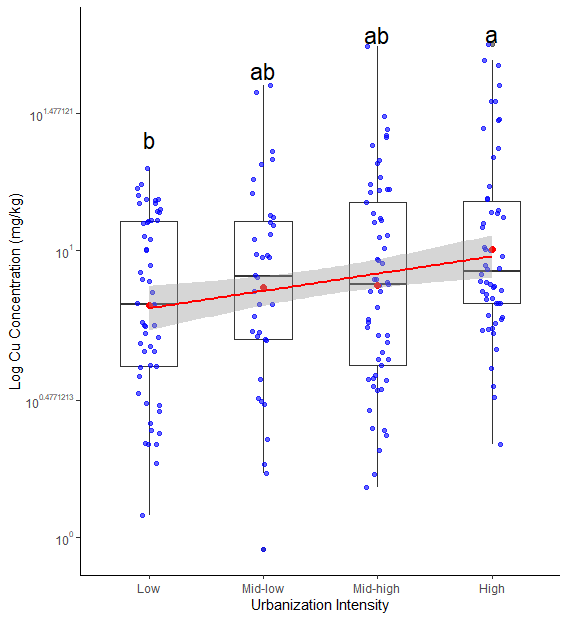 a
ab
ab
b
10^1.477121
10^1
10^0.4771213
10^0
Log Cu Concentration (mg/kg)
Low Mid-low Mid-high High
Urbanization Intensity